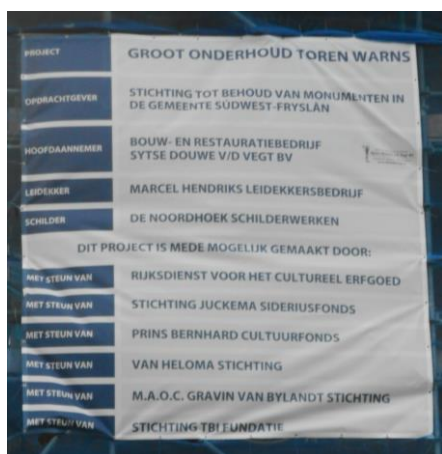 PROJECT GROOT ONDERHOUD TOREN WARNS
OPDRACHTGEVER STICHTING TOT BEHOUD VAN MONUMENTEN IN
DE GEMEENTE SÚDWEST-FRYSLÂN
HOOFDAANNEMER BOUW- EN RESTAURATIEBEDRIJF
SYTSE DOUWE V/D VEGT BV
LEIDEKKER MARCEL HENDRIKS LEIDEKKERSBEDRIJF
SCHILDER DE NOORDHOEK SCHILDERWERKEN
DIT PROJECT IS MEDE MOGELIJK GEMAAKT DOOR:
MET STEUN VAN RIJKSDIENST VOOR HET CULTUREEL ERFGOED
MET STEUN VAN STICHTING JUCKEMA SIDERIUSFONDS
MET STEUN VAN PRINS BERNHARD CULTUURFONDS
MET STEUN VAN VAN HELOMA STICHTING
MET STEUN VAN M.A.O.C. GRAVIN VAN BYLANDT STICHTING
MET STEUN VAN STICHTING TBI FUNDATIE